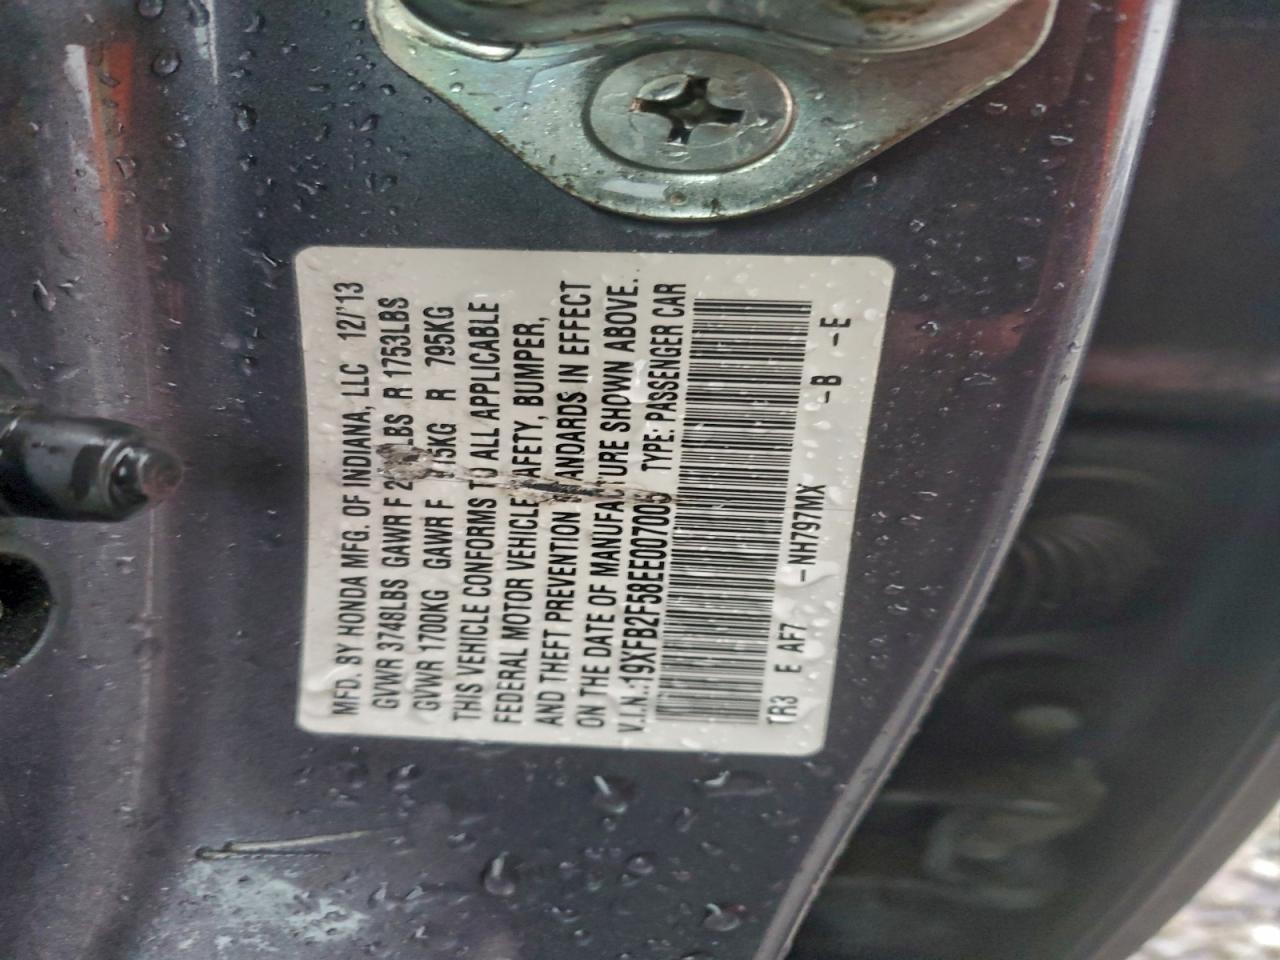 MFD. BY HONDA MFG. OF INDIANA, LLC 12/'13
GVWR 3748LBS GAWR F LBS R 1753LBS
GVWR 1700KG GAWR F R 795KG
THIS VEHICLE CONFORMS TO ALL APPLICABLE
FEDERAL MOTOR VEHICLE SAFETY, BUMPER,
AND THEFT PREVENTION STANDARDS IN EFFECT
ON THE DATE OF MANUFACTURE SHOWN ABOVE.
V.I.N.:19XFB2F58EE007005 TYPE: PASSENGER CAR
TR3 E AF7 -NH797MX -B -E